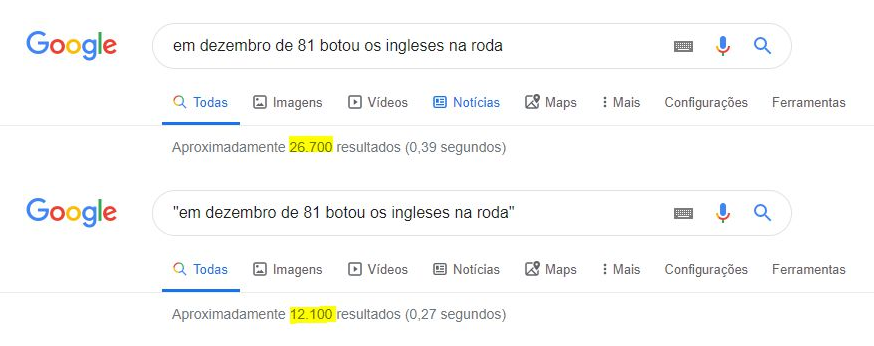 Google em dezembro de 81 botou os ingleses na roda
Todas Imagens Vídeos Notícias Maps Mais Configurações Ferramentas
Aproximadamente 26.700 resultados (0,39 segundos)
Google "em dezembro de 81 botou os ingleses na roda"
Todas Imagens Vídeos Notícias Maps Mais Configurações Ferramentas
Aproximadamente 12.100 resultados (0,27 segundos)